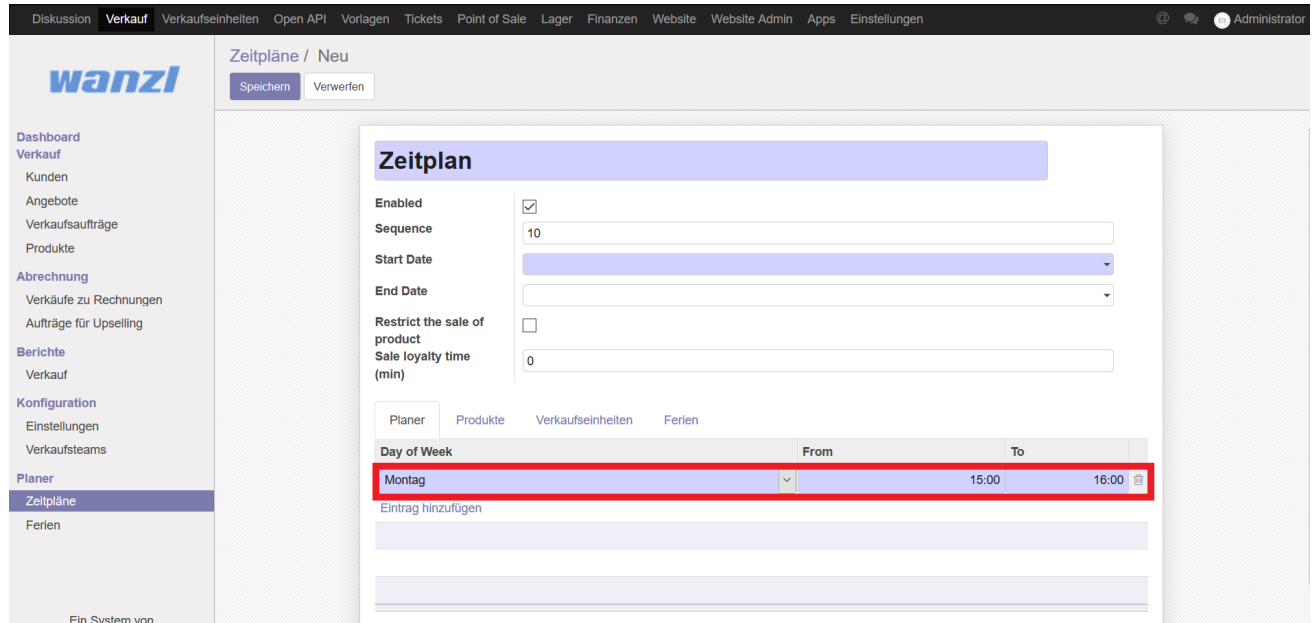 Diskussion Verkauf Verkaufseinheiten Open API Vorlagen Tickets Point of Sale Lager Finanzen Website Website Admin Apps Einstellungen @ Administrator
wanzl
Zeitpläne / Neu
Speichern Verwerfen
Dashboard
Verkauf
Kunden
Angebote
Verkaufsaufträge
Produkte
Abrechnung
Verkäufe zu Rechnungen
Aufträge für Upselling
Berichte
Verkauf
Konfiguration
Einstellungen
Verkaufsteams
Planer
Zeitpläne
Ferien
Ein System von
Zeitplan
Enabled
Sequence 10
Start Date
End Date
Restrict the sale of
product
Sale loyalty time
(min) 0
Planer Produkte Verkaufseinheiten Ferien
Day of Week From To
Montag 15:00 16:00
Eintrag hinzufügen